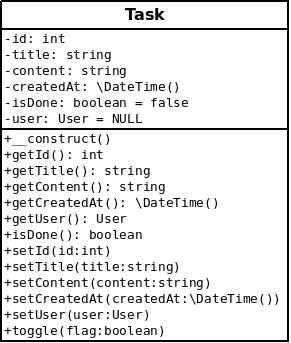 Task
-id: int
-title: string
-content: string
-createdAt: \DateTime()
-isDone: boolean = false
-user: User = NULL
+__construct()
+getId(): int
+getTitle(): string
+getContent(): string
+getCreatedAt(): \DateTime()
+getUser(): User
+isDone(): boolean
+setId(id:int)
+setTitle(title:string)
+setContent(content:string)
+setCreatedAt(createdAt:\DateTime())
+setUser(user:User)
+toggle(flag:boolean)